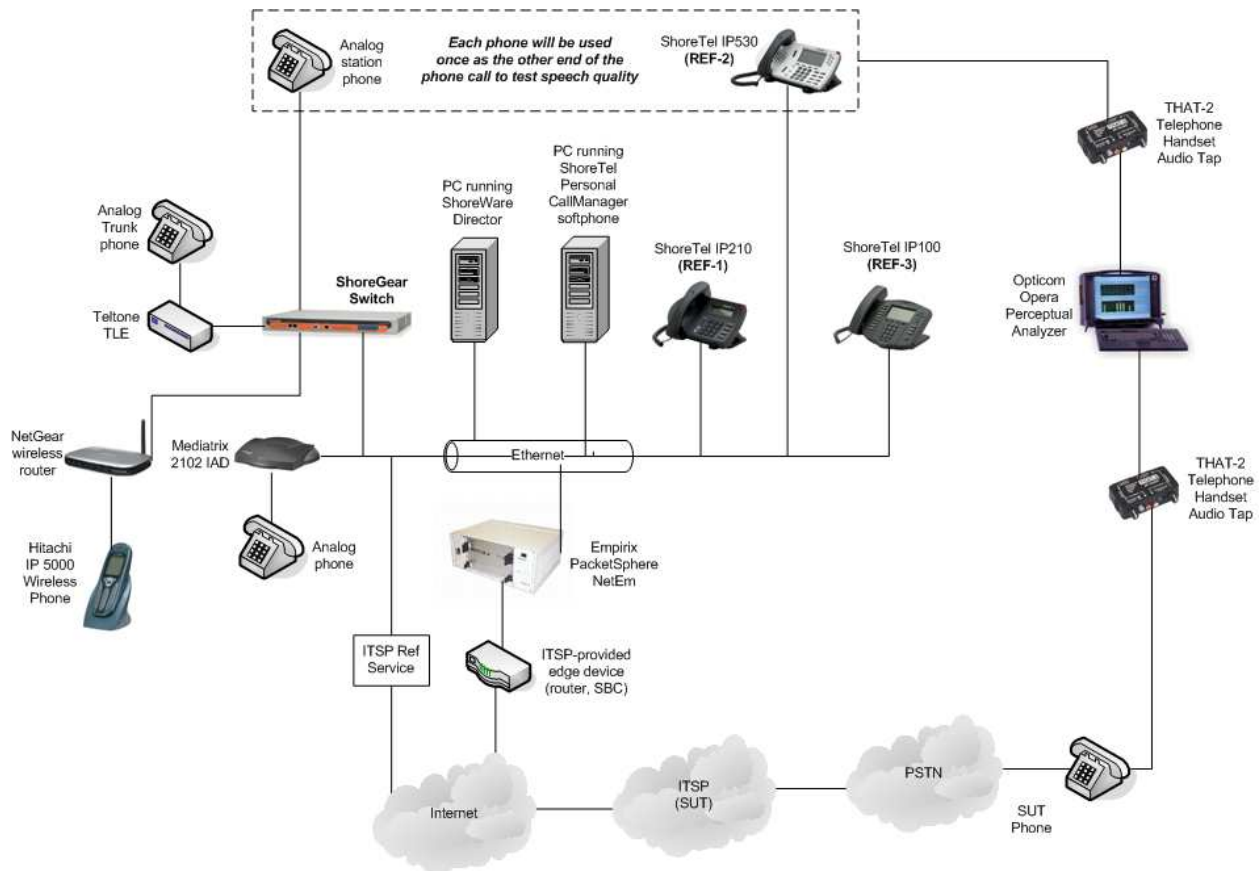 Analog
station
phone
Each phone will be used
once as the other end of the
phone call to test speech quality
ShoreTel IP530
(REF-2)
THAT-2
Telephone
Handset
Audio Tap
PC running
ShoreWare
Director
PC running
ShoreTel
Personal
CallManager
softphone
Analog
Trunk
phone
ShoreTel IP210
(REF-1)
ShoreTel IP100
(REF-3)
ShoreGear
Switch
Teltone
TLE
Opticom
Opera
Perceptual
Analyzer
NetGear
wireless
router
Mediatrix
2102 IAD
Ethernet
THAT-2
Telephone
Handset
Audio Tap
Hitachi
IP 5000
Wireless
Phone
Analog
phone
Empirix
PacketSphere
NetEm
ITSP Ref
Service
ITSP-provided
edge device
(router, SBC)
Internet
ITSP
(SUT)
PSTN
SUT
Phone